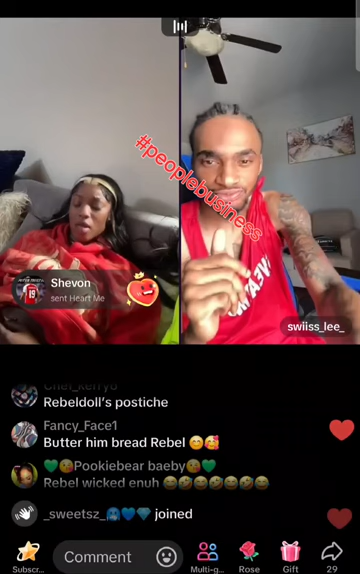 #peoplebusiness
Shevon
sent Heart Me
swiiss_lee_
Rebeldoll's postiche
Fancy_Face1
Butter him bread Rebel 😊🥰
💚🥴Pookiebear baeby🥴💚
Rebel wicked enuh 😂🤣😂🤣😂🤣😂
_sweetsz_🥶💙💎 joined
Subscr...
Comment
Multi-g...
Rose
Gift
29